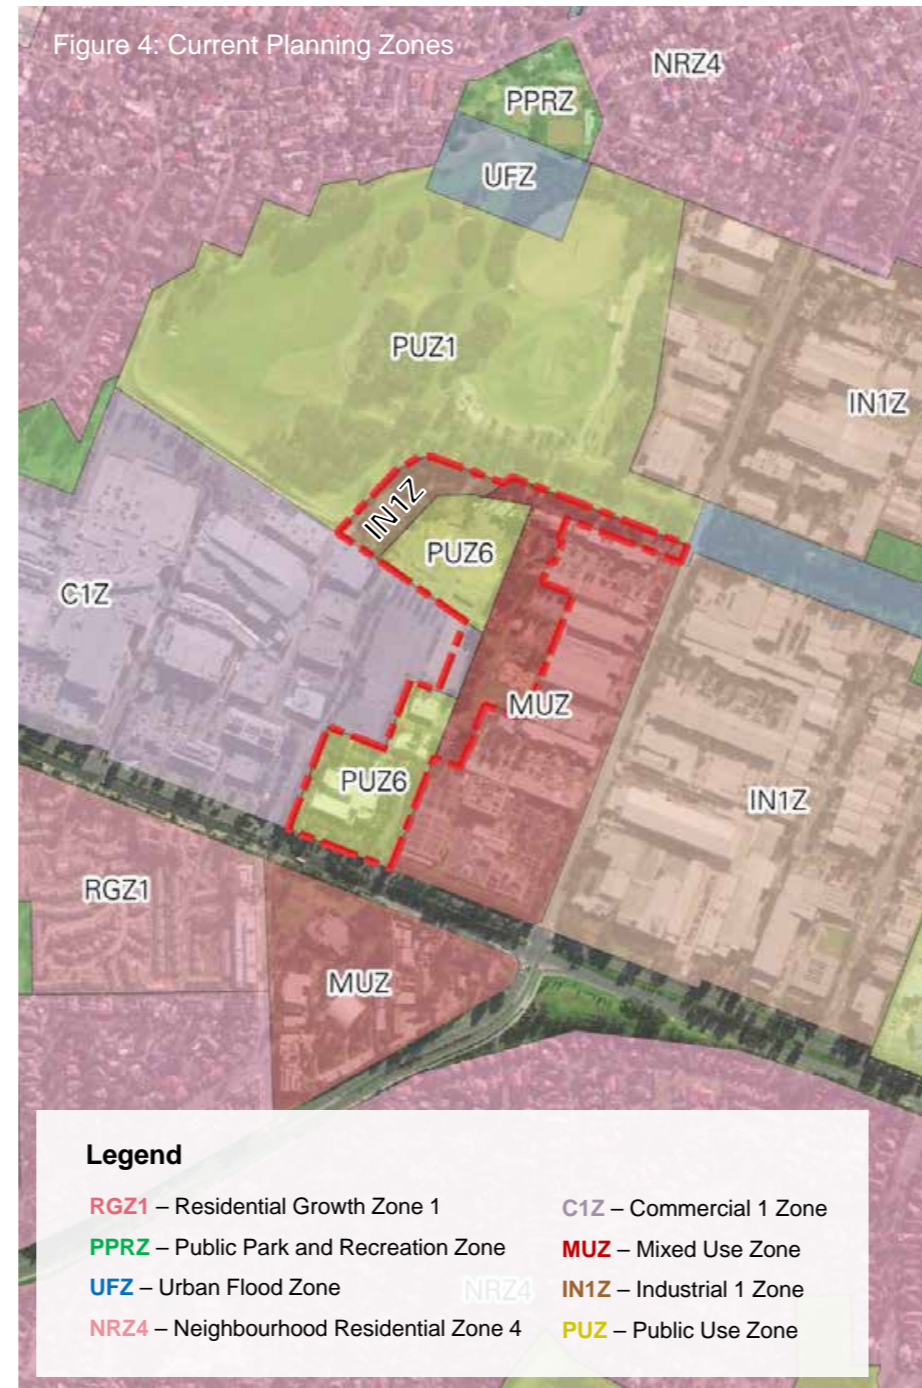 Figure 4: Current Planning Zones
NRZ4
PPRZ
UFZ
PUZ1
IN1Z
IN1Z
PUZ6
C1Z
MUZ
PUZ6
IN1Z
RGZ1
MUZ
Legend
RGZ1 – Residential Growth Zone 1
PPRZ – Public Park and Recreation Zone
UFZ – Urban Flood Zone
NRZ4
NRZ4 – Neighbourhood Residential Zone 4
C1Z – Commercial 1 Zone
MUZ – Mixed Use Zone
IN1Z – Industrial 1 Zone
PUZ – Public Use Zone